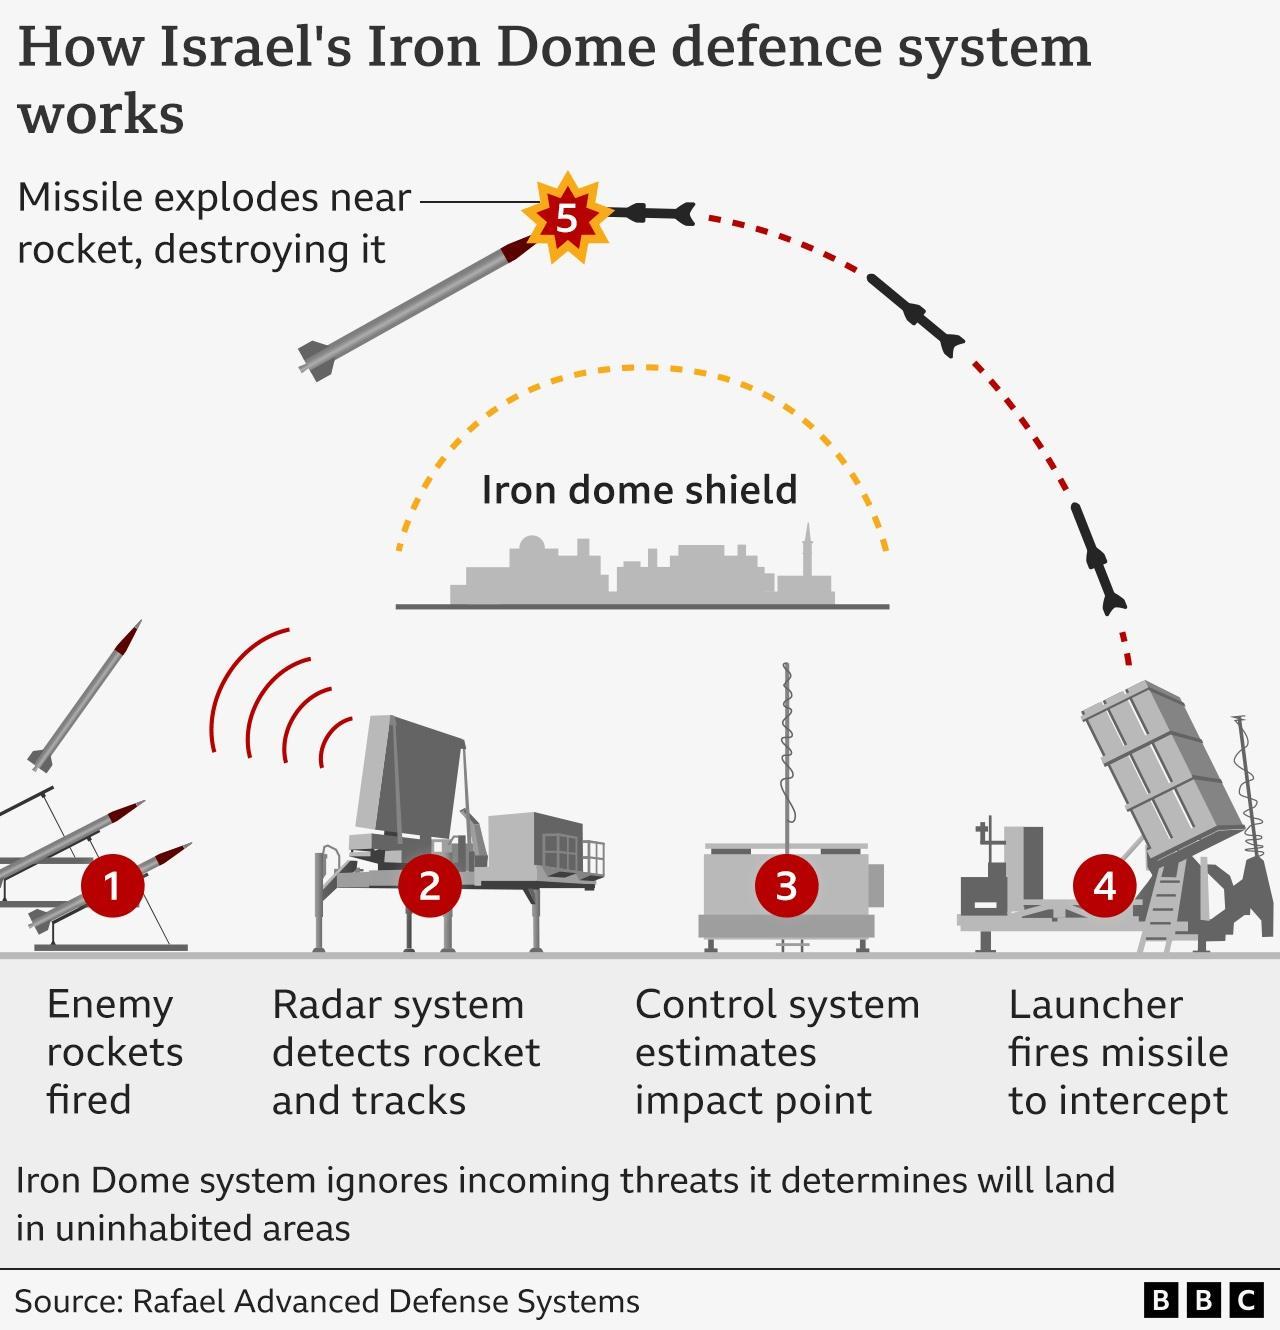 How Israel's Iron Dome defence system
works
Missile explodes near
rocket, destroying it
5
Iron dome shield
1
2
3
4
Enemy
rockets
fired
Radar system
detects rocket
and tracks
Control system
estimates
impact point
Launcher
fires missile
to intercept
Iron Dome system ignores incoming threats it determines will land
in uninhabited areas
Source: Rafael Advanced Defense Systems
BBC